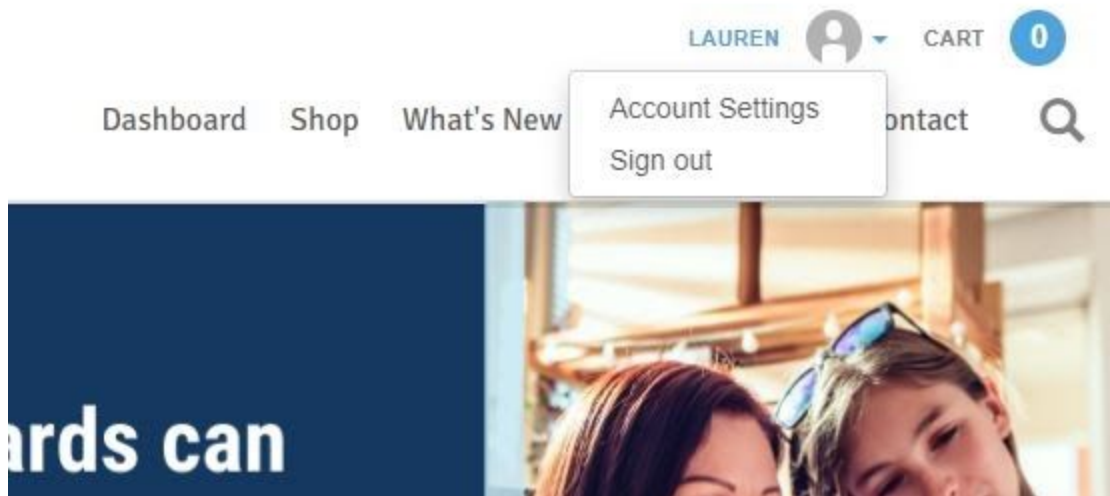 LAUREN CART 0
Dashboard Shop What's New ontact
Account Settings
Sign out
ards can